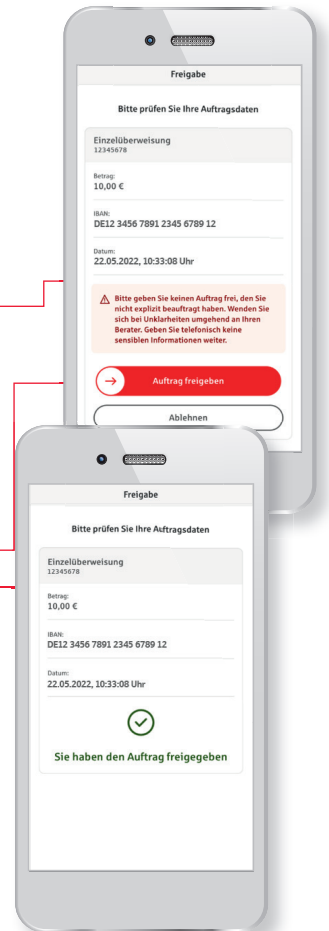 Freigabe
Bitte prüfen Sie Ihre Auftragsdaten
Einzelüberweisung
12345678
Betrag:
10,00 €
IBAN:
DE12 3456 7891 2345 6789 12
Datum:
22.05.2022, 10:33:08 Uhr
Bitte geben Sie keinen Auftrag frei, den Sie
nicht explizit beauftragt haben. Wenden Sie
sich bei Unklarheiten umgehend an Ihren
Berater. Geben Sie telefonisch keine
sensiblen Informationen weiter.
Auftrag freigeben
Ablehnen
Freigabe
Bitte prüfen Sie Ihre Auftragsdaten
Einzelüberweisung
12345678
Betrag:
10,00 €
IBAN:
DE12 3456 7891 2345 6789 12
Datum:
22.05.2022, 10:33:08 Uhr
Sie haben den Auftrag freigegeben